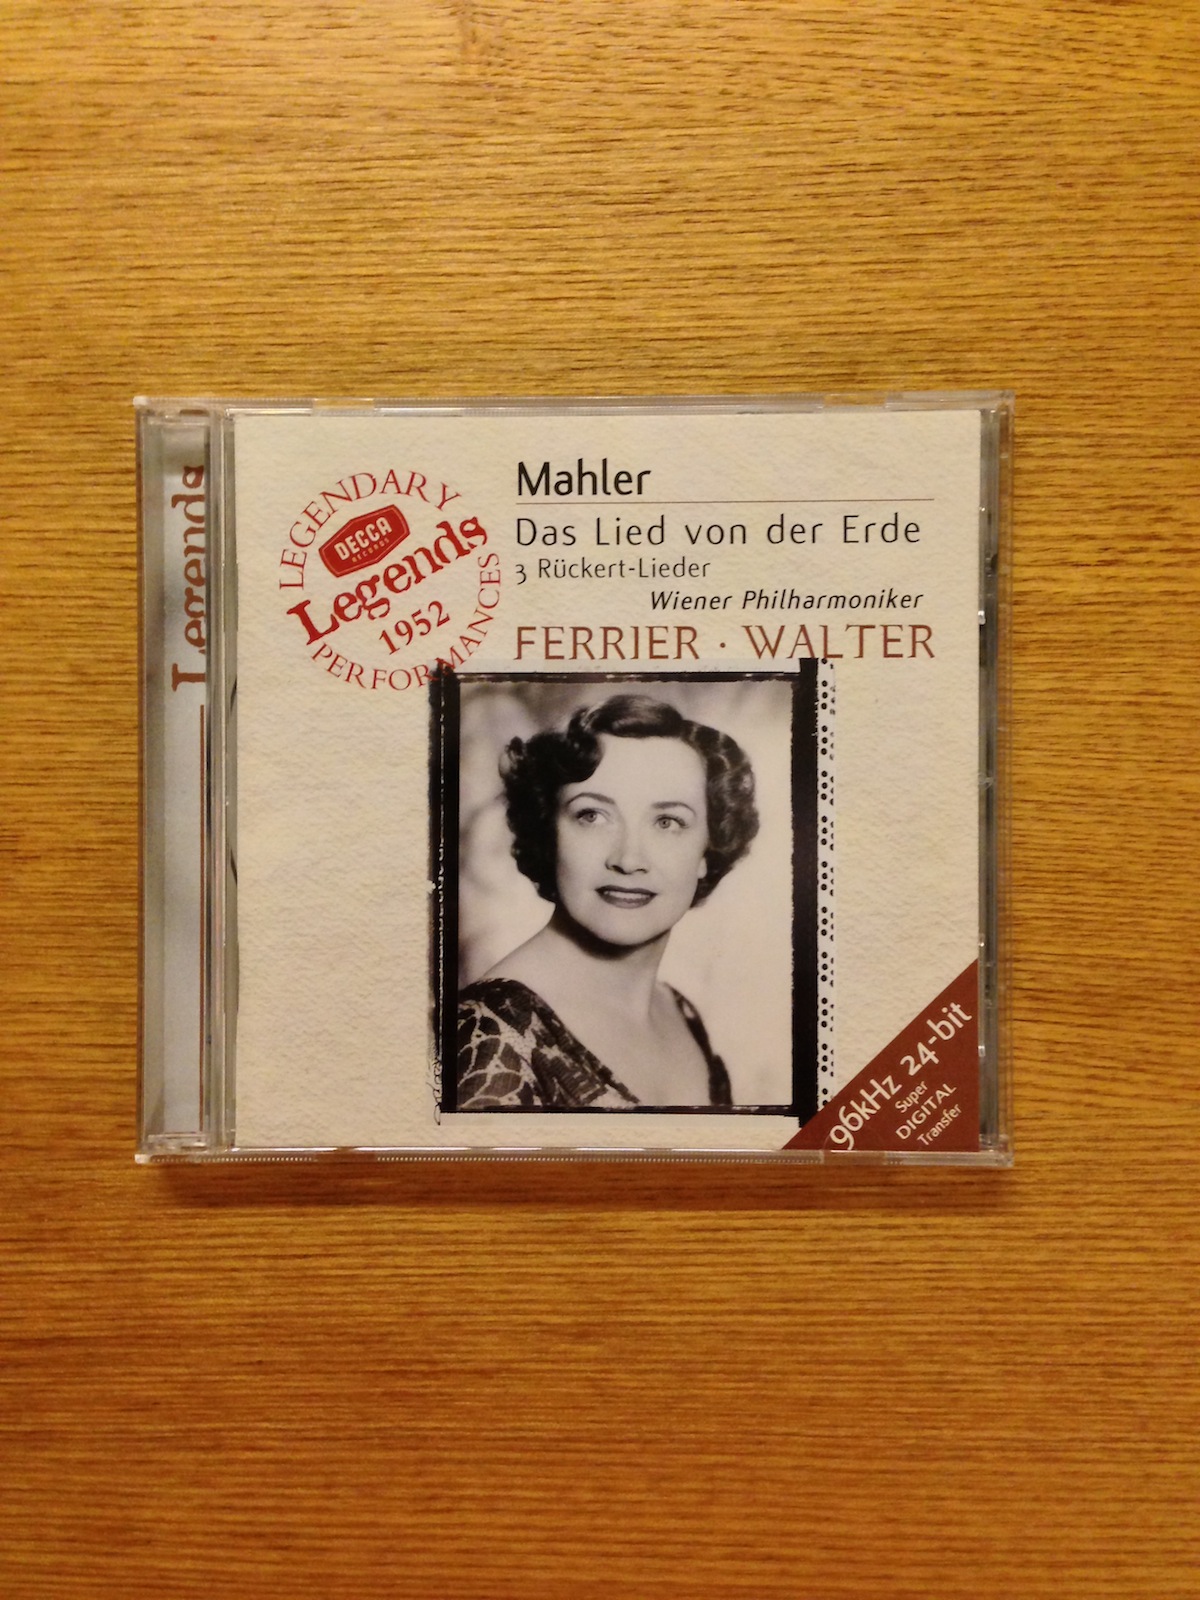 Legends
LEGENDARY
DECCA
RECORDS
Legends
1952
PERFORMANCES
Mahler
Das Lied von der Erde
3 Rückert-Lieder
Wiener Philharmoniker
FERRIER · WALTER
96kHz 24-bit
Super
DIGITAL
Transfer